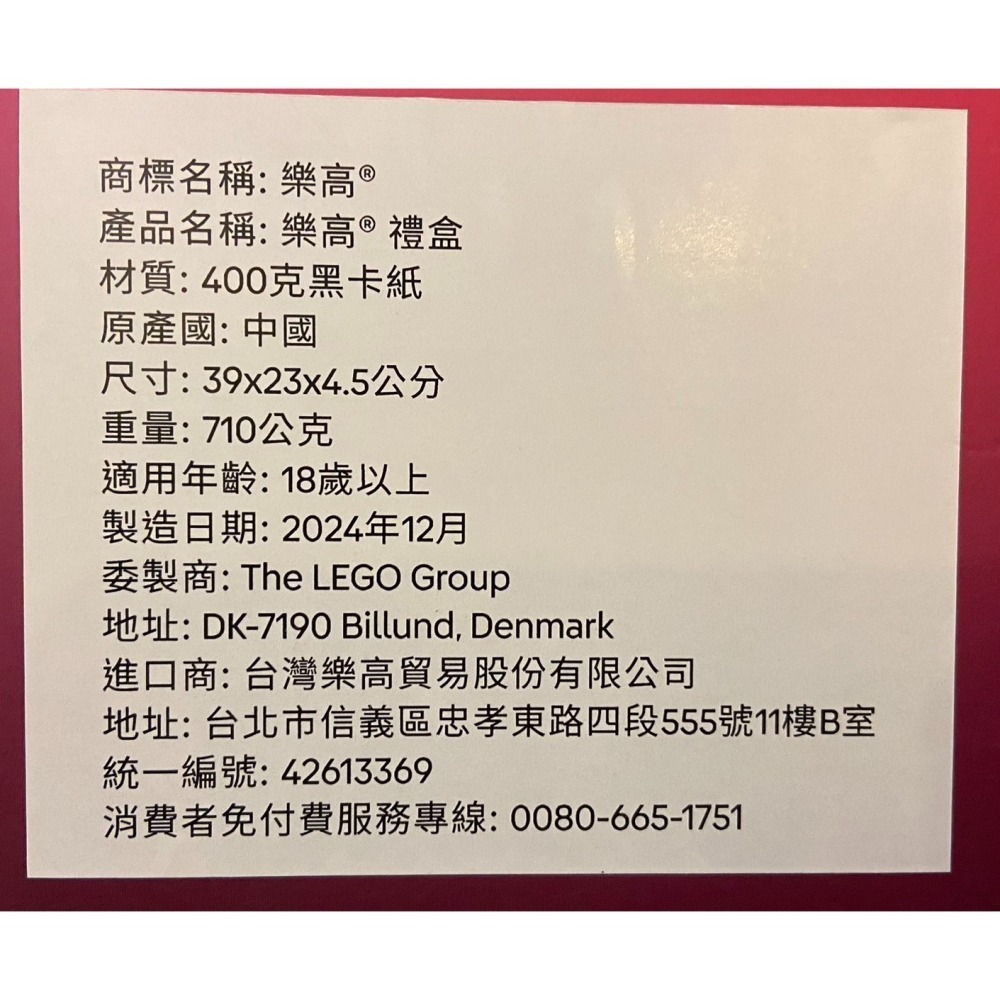 商標名稱: 樂高®
產品名稱: 樂高® 禮盒
材質: 400克黑卡紙
原產國: 中國
尺寸: 39x23x4.5公分
重量: 710公克
適用年齡: 18歲以上
製造日期: 2024年12月
委製商: The LEGO Group
地址: DK-7190 Billund, Denmark
進口商: 台灣樂高貿易股份有限公司
地址: 台北市信義區忠孝東路四段555號11樓B室
統一編號: 42613369
消費者免付費服務專線: 0080-665-1751